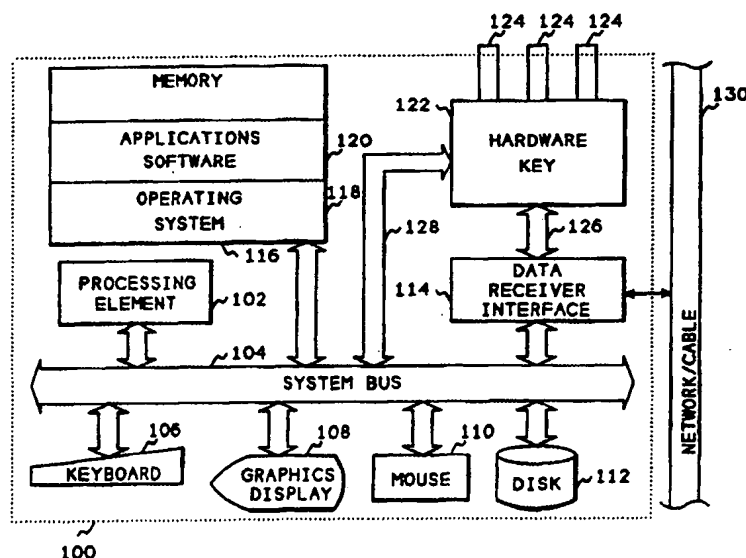 124 124 124
MEMORY
APPLICATIONS
SOFTWARE
120
OPERATING
SYSTEM
118
116
122
HARDWARE
KEY
130
128
126
PROCESSING
ELEMENT
102
114
DATA
RECEIVER
INTERFACE
104
SYSTEM BUS
NETWORK/CABLE
106
KEYBOARD
108
GRAPHICS
DISPLAY
110
MOUSE
DISK
112
100